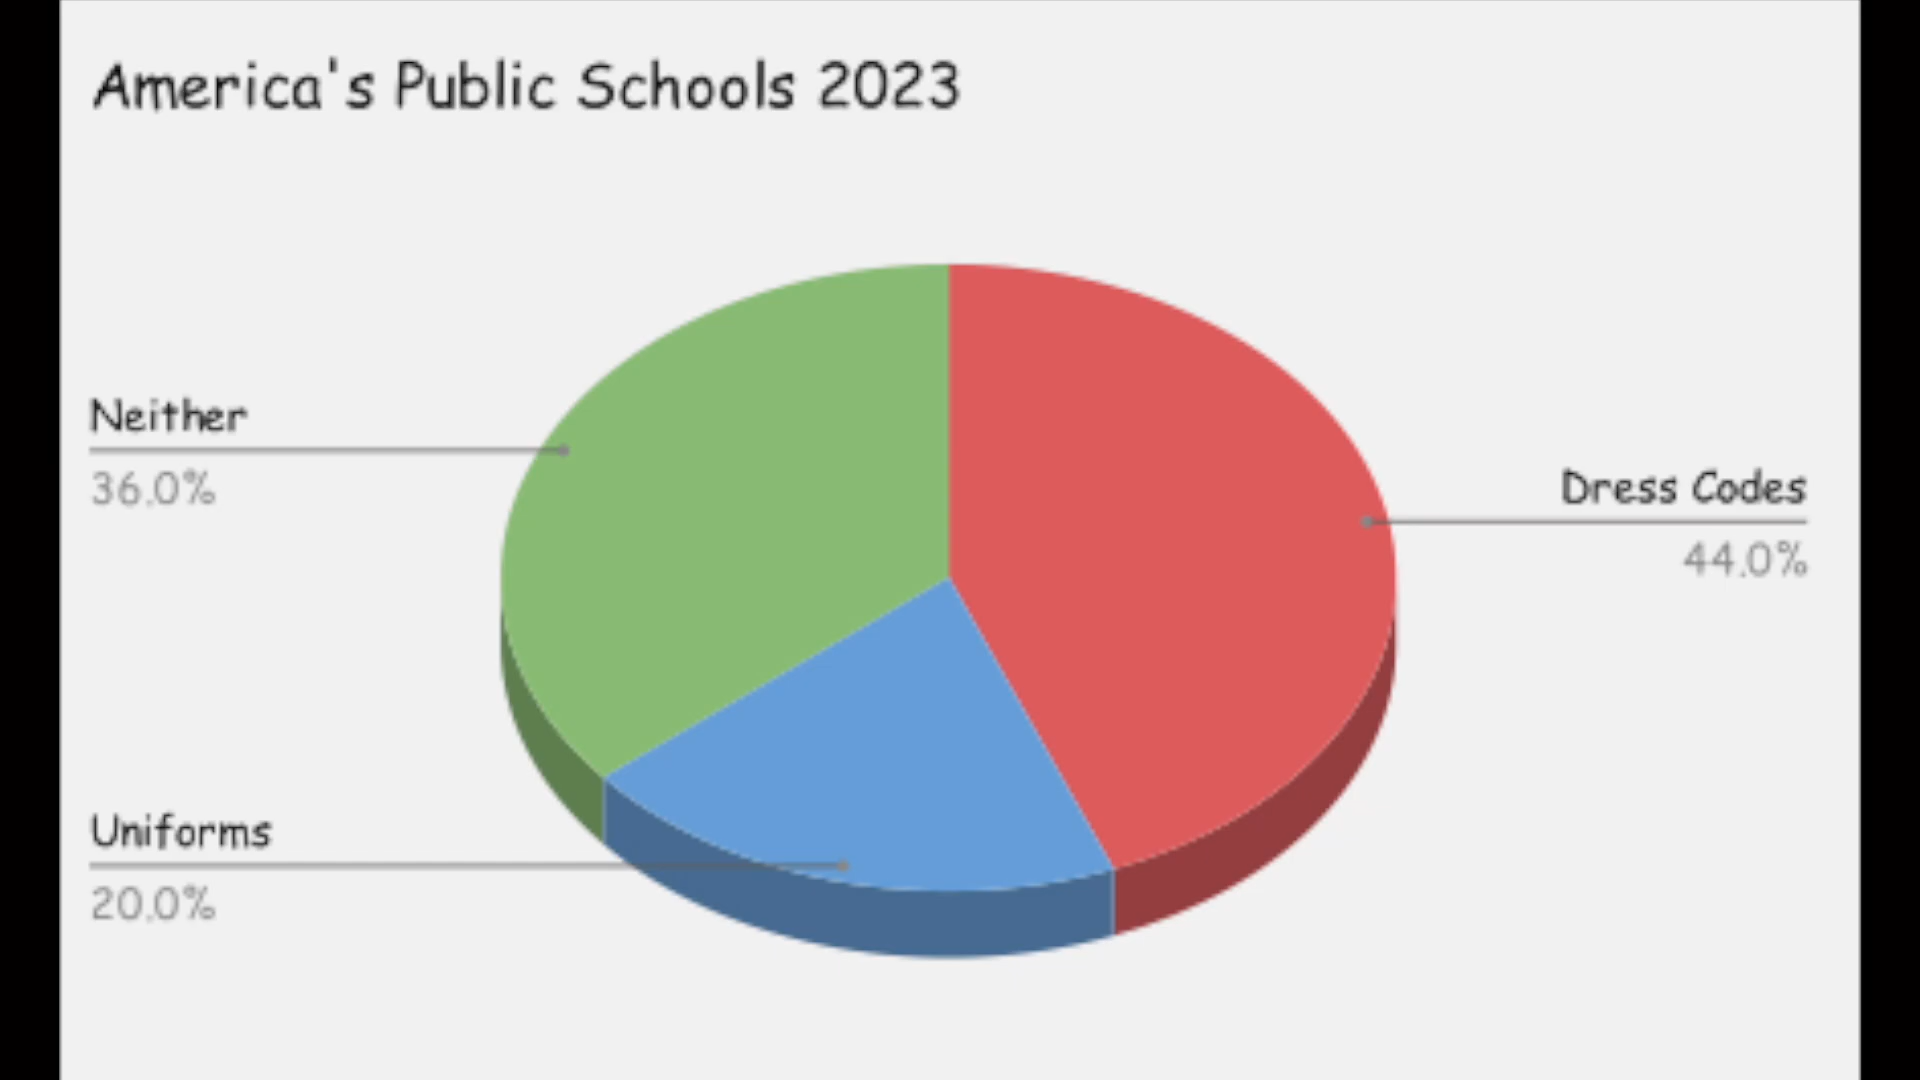 America's Public Schools 2023
Neither
36.0%
Dress Codes
44.0%
Uniforms
20.0%